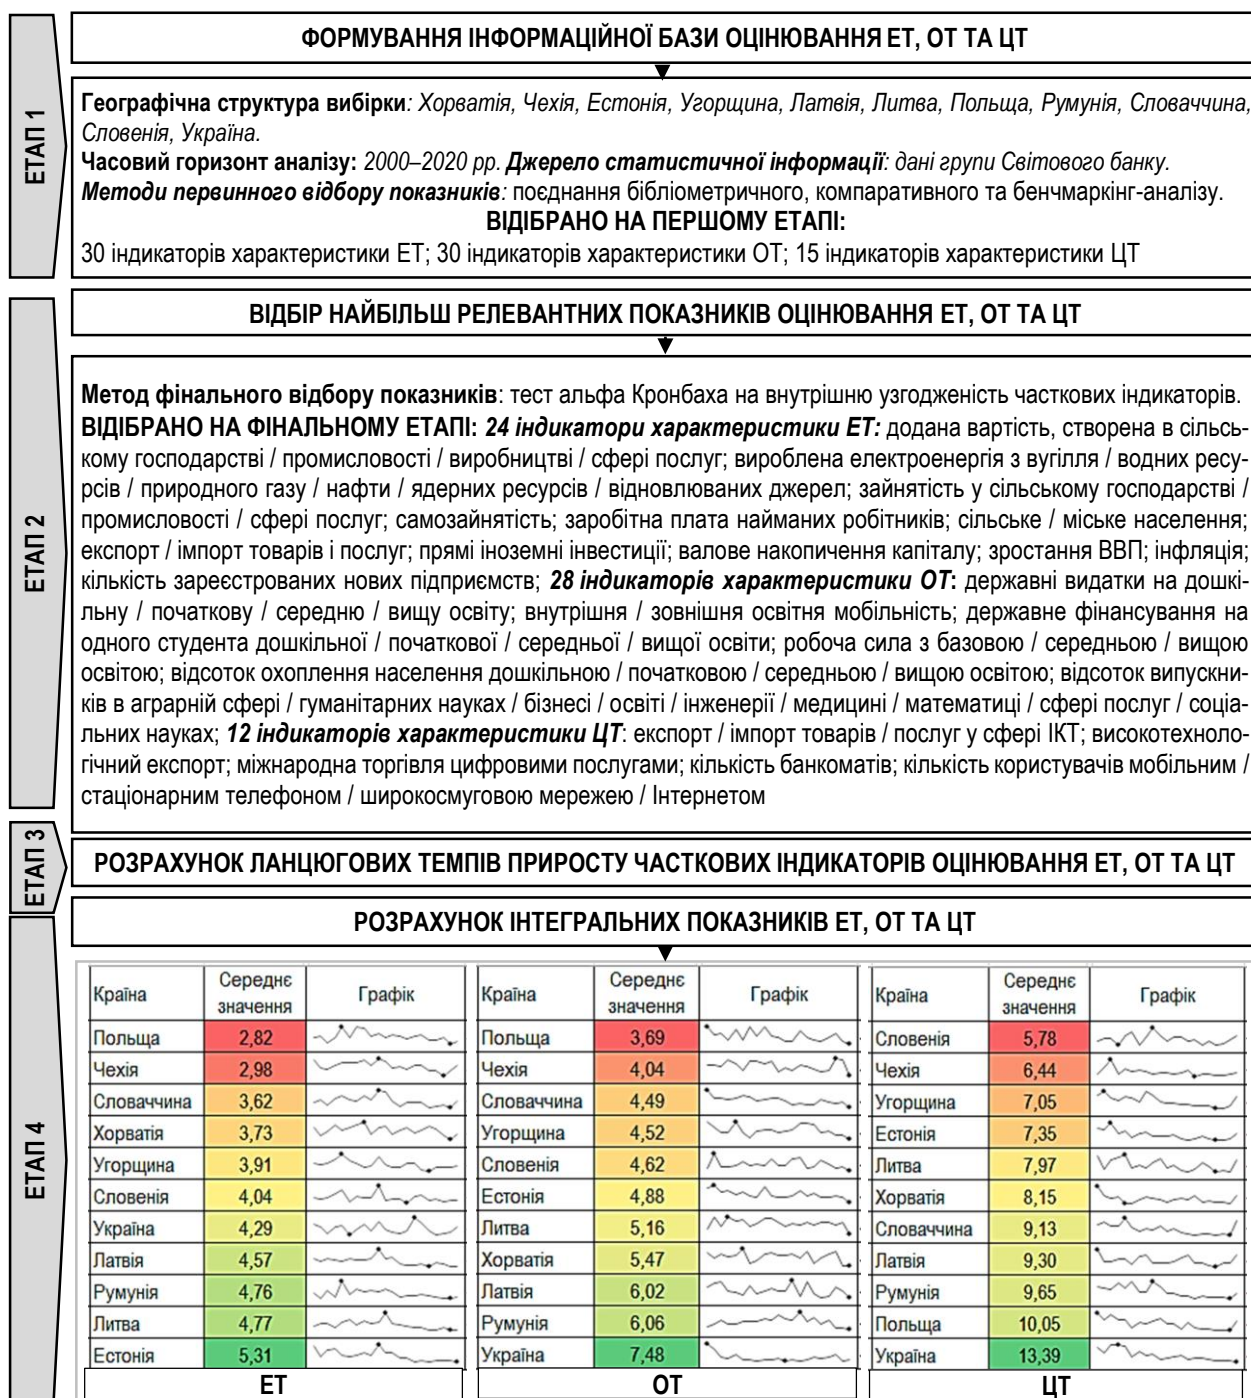 ЕТАП 1
ФОРМУВАННЯ ІНФОРМАЦІЙНОЇ БАЗИ ОЦІНЮВАННЯ ЕТ, ОТ ТА ЦТ
Географічна структура вибірки: Хорватія, Чехія, Естонія, Угорщина, Латвія, Литва, Польща, Румунія, Словаччина,
Словенія, Україна.
Часовий горизонт аналізу: 2000–2020 рр. Джерело статистичної інформації: дані групи Світового банку.
Методи первинного відбору показників: поєднання бібліометричного, компаративного та бенчмаркінг-аналізу.
ВІДІБРАНО НА ПЕРШОМУ ЕТАПІ:
30 індикаторів характеристики ЕТ; 30 індикаторів характеристики ОТ; 15 індикаторів характеристики ЦТ
ЕТАП 2
ВІДБІР НАЙБІЛЬШ РЕЛЕВАНТНИХ ПОКАЗНИКІВ ОЦІНЮВАННЯ ЕТ, ОТ ТА ЦТ
Метод фінального відбору показників: тест альфа Кронбаха на внутрішню узгодженість часткових індикаторів.
ВІДІБРАНО НА ФІНАЛЬНОМУ ЕТАПІ: 24 індикатори характеристики ЕТ: додана вартість, створена в сільсь-
кому господарстві / промисловості / виробництві / сфері послуг; вироблена електроенергія з вугілля / водних ресу-
рсів / природного газу / нафти / ядерних ресурсів / відновлюваних джерел; зайнятість у сільському господарстві /
промисловості / сфері послуг; самозайнятість; заробітна плата найманих робітників; сільське / міське населення;
експорт / імпорт товарів і послуг; прямі іноземні інвестиції; валове накопичення капіталу; зростання ВВП; інфляція;
кількість зареєстрованих нових підприємств; 28 індикаторів характеристики ОТ: державні видатки на дошкі-
льну / початкову / середню / вищу освіту; внутрішня / зовнішня освітня мобільність; державне фінансування на
одного студента дошкільної / початкової / середньої / вищої освіти; робоча сила з базовою / середньою / вищою
освітою; відсоток охоплення населення дошкільною / початковою / середньою / вищою освітою; відсоток випускни-
ків в аграрній сфері / гуманітарних науках / бізнесі / освіті / інженерії / медицині / математиці / сфері послуг / соціа-
льних науках; 12 індикаторів характеристики ЦТ: експорт / імпорт товарів / послуг у сфері ІКТ; високотехноло-
гічний експорт; міжнародна торгівля цифровими послугами; кількість банкоматів; кількість користувачів мобільним /
стаціонарним телефоном / широкосмуговою мережею / Інтернетом
ЕТАП 3
РОЗРАХУНОК ЛАНЦЮГОВИХ ТЕМПІВ ПРИРОСТУ ЧАСТКОВИХ ІНДИКАТОРІВ ОЦІНЮВАННЯ ЕТ, ОТ ТА ЦТ
ЕТАП 4
РОЗРАХУНОК ІНТЕГРАЛЬНИХ ПОКАЗНИКІВ ЕТ, ОТ ТА ЦТ
Країна Середнє значення Графік
Польща 2,82
Чехія 2,98
Словаччина 3,62
Хорватія 3,73
Угорщина 3,91
Словенія 4,04
Україна 4,29
Латвія 4,57
Румунія 4,76
Литва 4,77
Естонія 5,31
ЕТ
Країна Середнє значення Графік
Польща 3,69
Чехія 4,04
Словаччина 4,49
Угорщина 4,52
Словенія 4,62
Естонія 4,88
Литва 5,16
Хорватія 5,47
Латвія 6,02
Румунія 6,06
Україна 7,48
ОТ
Країна Середнє значення Графік
Словенія 5,78
Чехія 6,44
Угорщина 7,05
Естонія 7,35
Литва 7,97
Хорватія 8,15
Словаччина 9,13
Латвія 9,30
Румунія 9,65
Польща 10,05
Україна 13,39
ЦТ